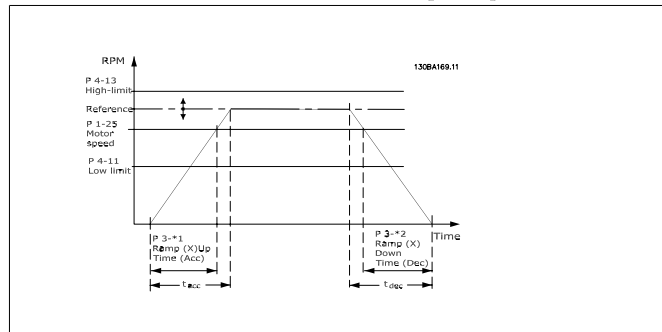 RPM
130BA169.11
P 4-13
High-limit
Reference
P 1-25
Motor
speed
P 4-11
Low limit
Time
P 3-*1
Ramp (X)Up
Time (Acc)
P 3-*2
Ramp (X)
Down
Time (Dec)
tacc
tdec